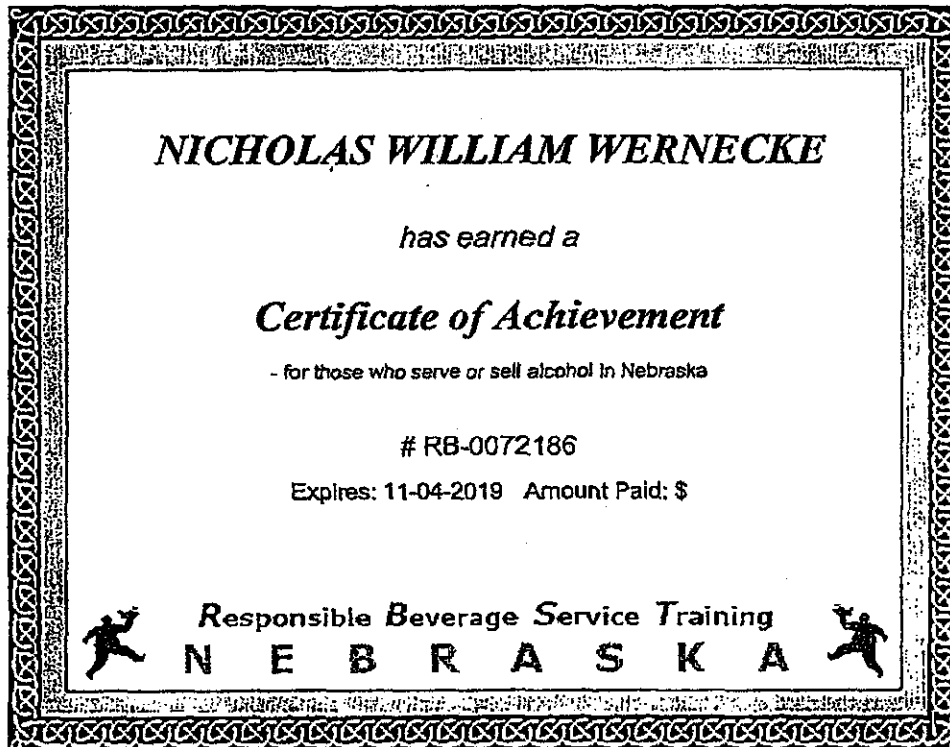 NICHOLAS WILLIAM WERNECKE
has earned a
Certificate of Achievement
- for those who serve or sell alcohol in Nebraska
# RB-0072186
Expires: 11-04-2019 Amount Paid: $
Responsible Beverage Service Training
NEBRASKA